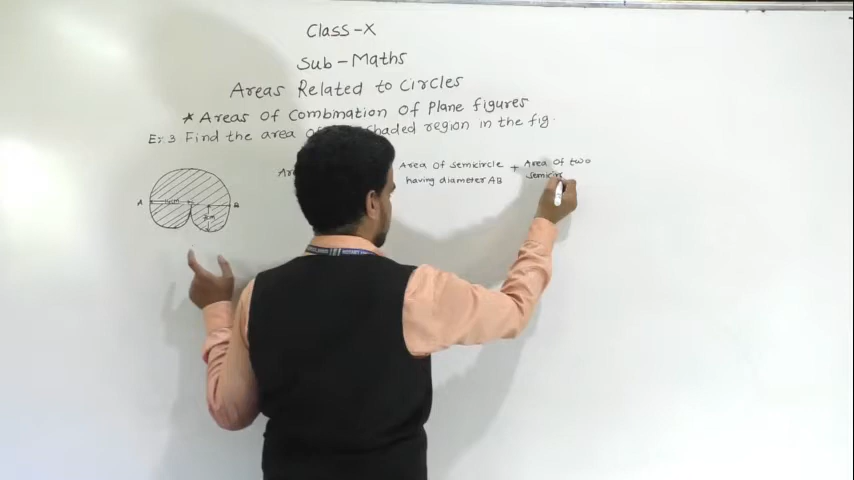 Class-X
Sub-Maths
Areas Related to Circles
* Areas Of Combination Of Plane figures
Ex:3 Find the area shaded region in the fig.
Area Of semicircle + Area Of two
having diameter AB
A B